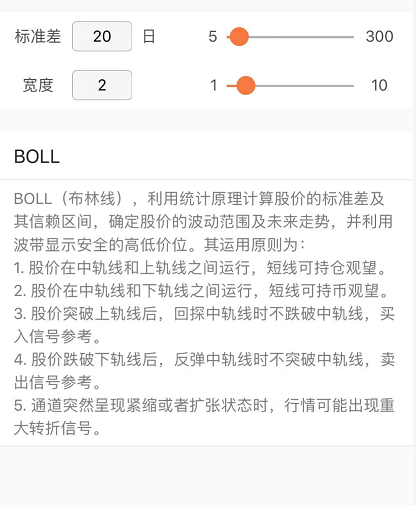 标准差 20 日 5 300
宽度 2 1 10
BOLL
BOLL（布林线），利用统计原理计算股价的标准差及
其信赖区间，确定股价的波动范围及未来走势，并利用
波带显示安全的高低价位。其运用原则为：
1. 股价在中轨线和上轨线之间运行，短线可持仓观望。
2. 股价在中轨线和下轨线之间运行，短线可持币观望。
3. 股价突破上轨线后，回探中轨线时不跌破中轨线，买
入信号参考。
4. 股价跌破下轨线后，反弹中轨线时不突破中轨线，卖
出信号参考。
5. 通道突然呈现紧缩或者扩张状态时，行情可能出现重
大转折信号。